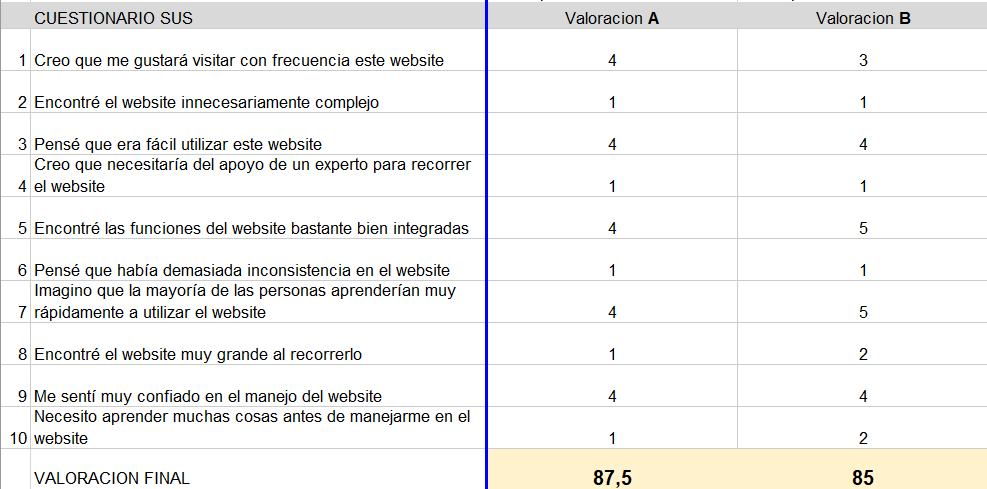 CUESTIONARIO SUS Valoracion A Valoracion B
1 Creo que me gustará visitar con frecuencia este website 4 3
2 Encontré el website innecesariamente complejo 1 1
3 Pensé que era fácil utilizar este website 4 4
Creo que necesitaría del apoyo de un experto para recorrer
4 el website 1 1
5 Encontré las funciones del website bastante bien integradas 4 5
6 Pensé que había demasiada inconsistencia en el website 1 1
Imagino que la mayoría de las personas aprenderían muy
7 rápidamente a utilizar el website 4 5
8 Encontré el website muy grande al recorrerlo 1 2
9 Me sentí muy confiado en el manejo del website 4 4
Necesito aprender muchas cosas antes de manejarme en el
10 website 1 2
VALORACION FINAL 87,5 85